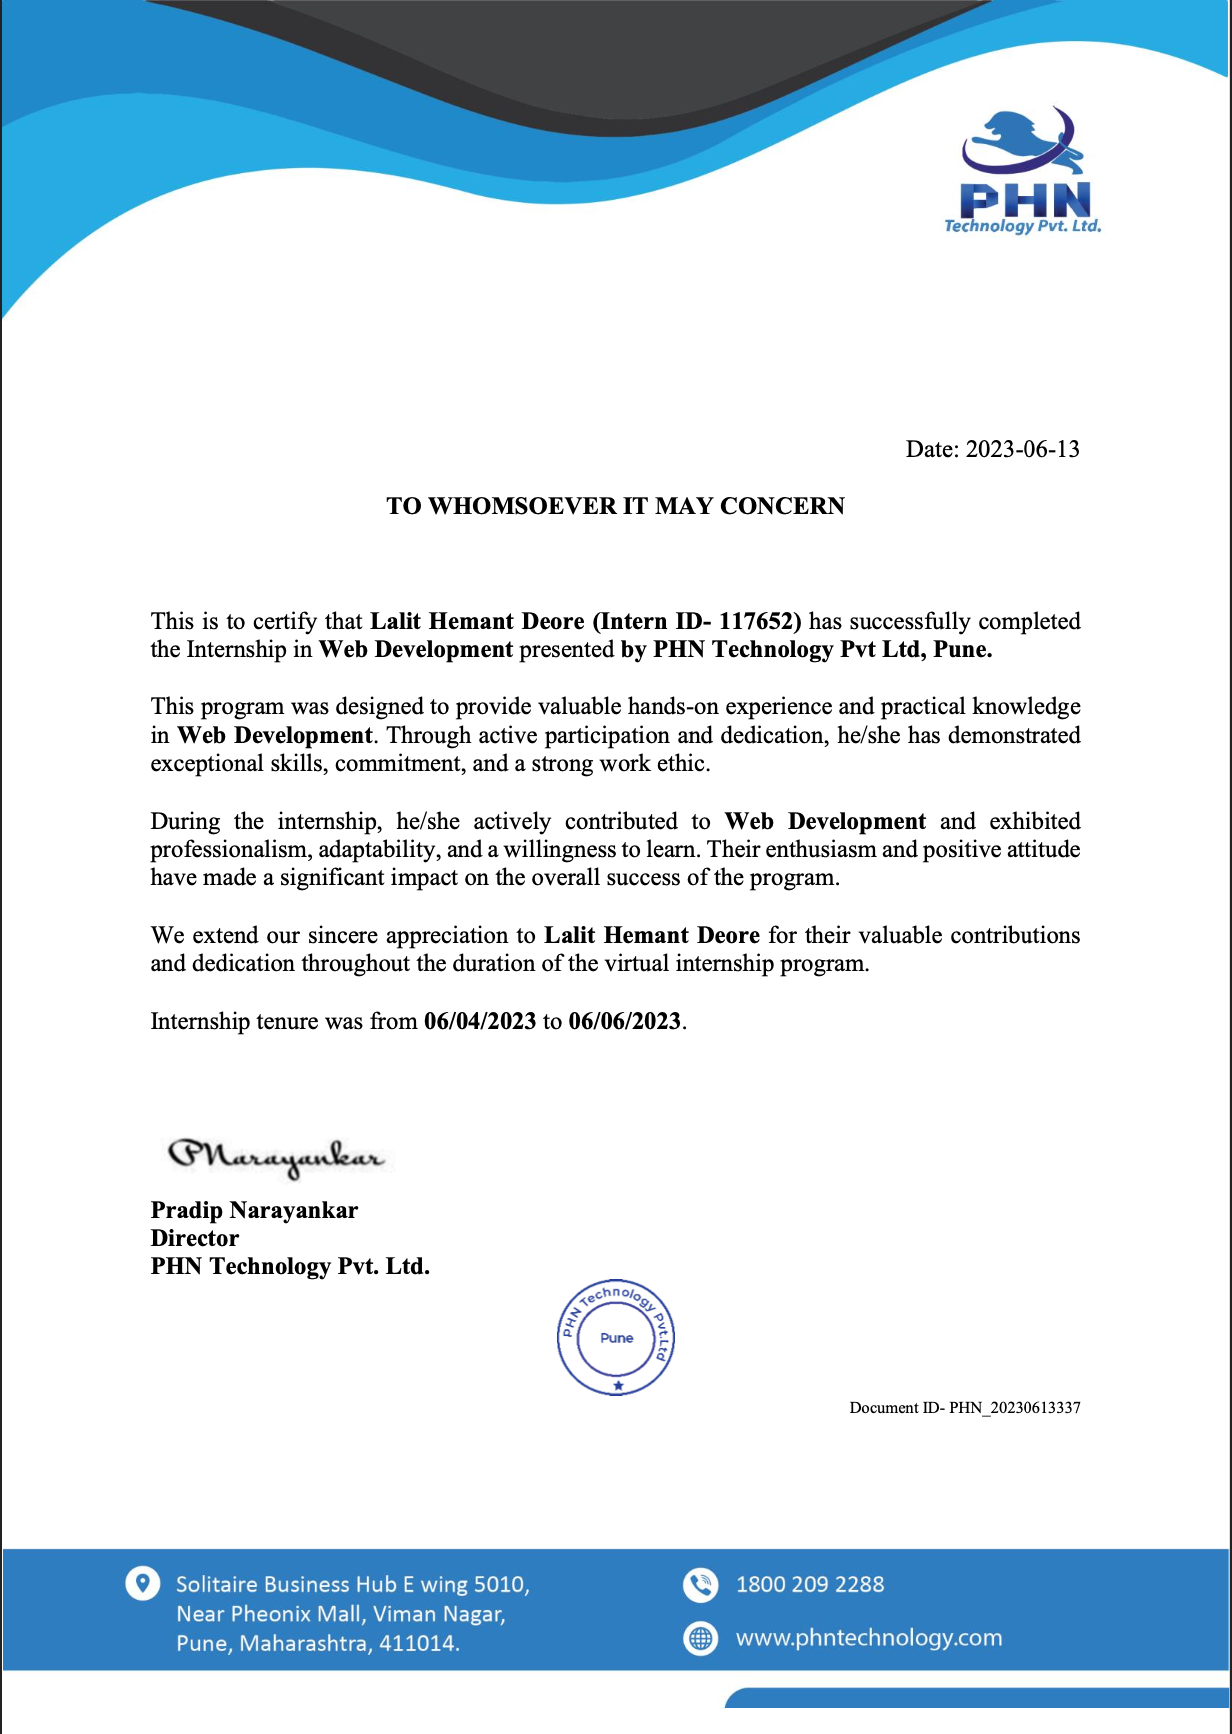 PHN
Technology Pvt. Ltd.
Date: 2023-06-13
TO WHOMSOEVER IT MAY CONCERN
This is to certify that Lalit Hemant Deore (Intern ID- 117652) has successfully completed
the Internship in Web Development presented by PHN Technology Pvt Ltd, Pune.
This program was designed to provide valuable hands-on experience and practical knowledge
in Web Development. Through active participation and dedication, he/she has demonstrated
exceptional skills, commitment, and a strong work ethic.
During the internship, he/she actively contributed to Web Development and exhibited
professionalism, adaptability, and a willingness to learn. Their enthusiasm and positive attitude
have made a significant impact on the overall success of the program.
We extend our sincere appreciation to Lalit Hemant Deore for their valuable contributions
and dedication throughout the duration of the virtual internship program.
Internship tenure was from 06/04/2023 to 06/06/2023.
PNarayankar
Pradip Narayankar
Director
PHN Technology Pvt. Ltd.
PHN Technology Pvt.Ltd
Pune
Document ID- PHN_20230613337
Solitaire Business Hub E wing 5010,
Near Pheonix Mall, Viman Nagar,
Pune, Maharashtra, 411014.
1800 209 2288
www.phntechnology.com